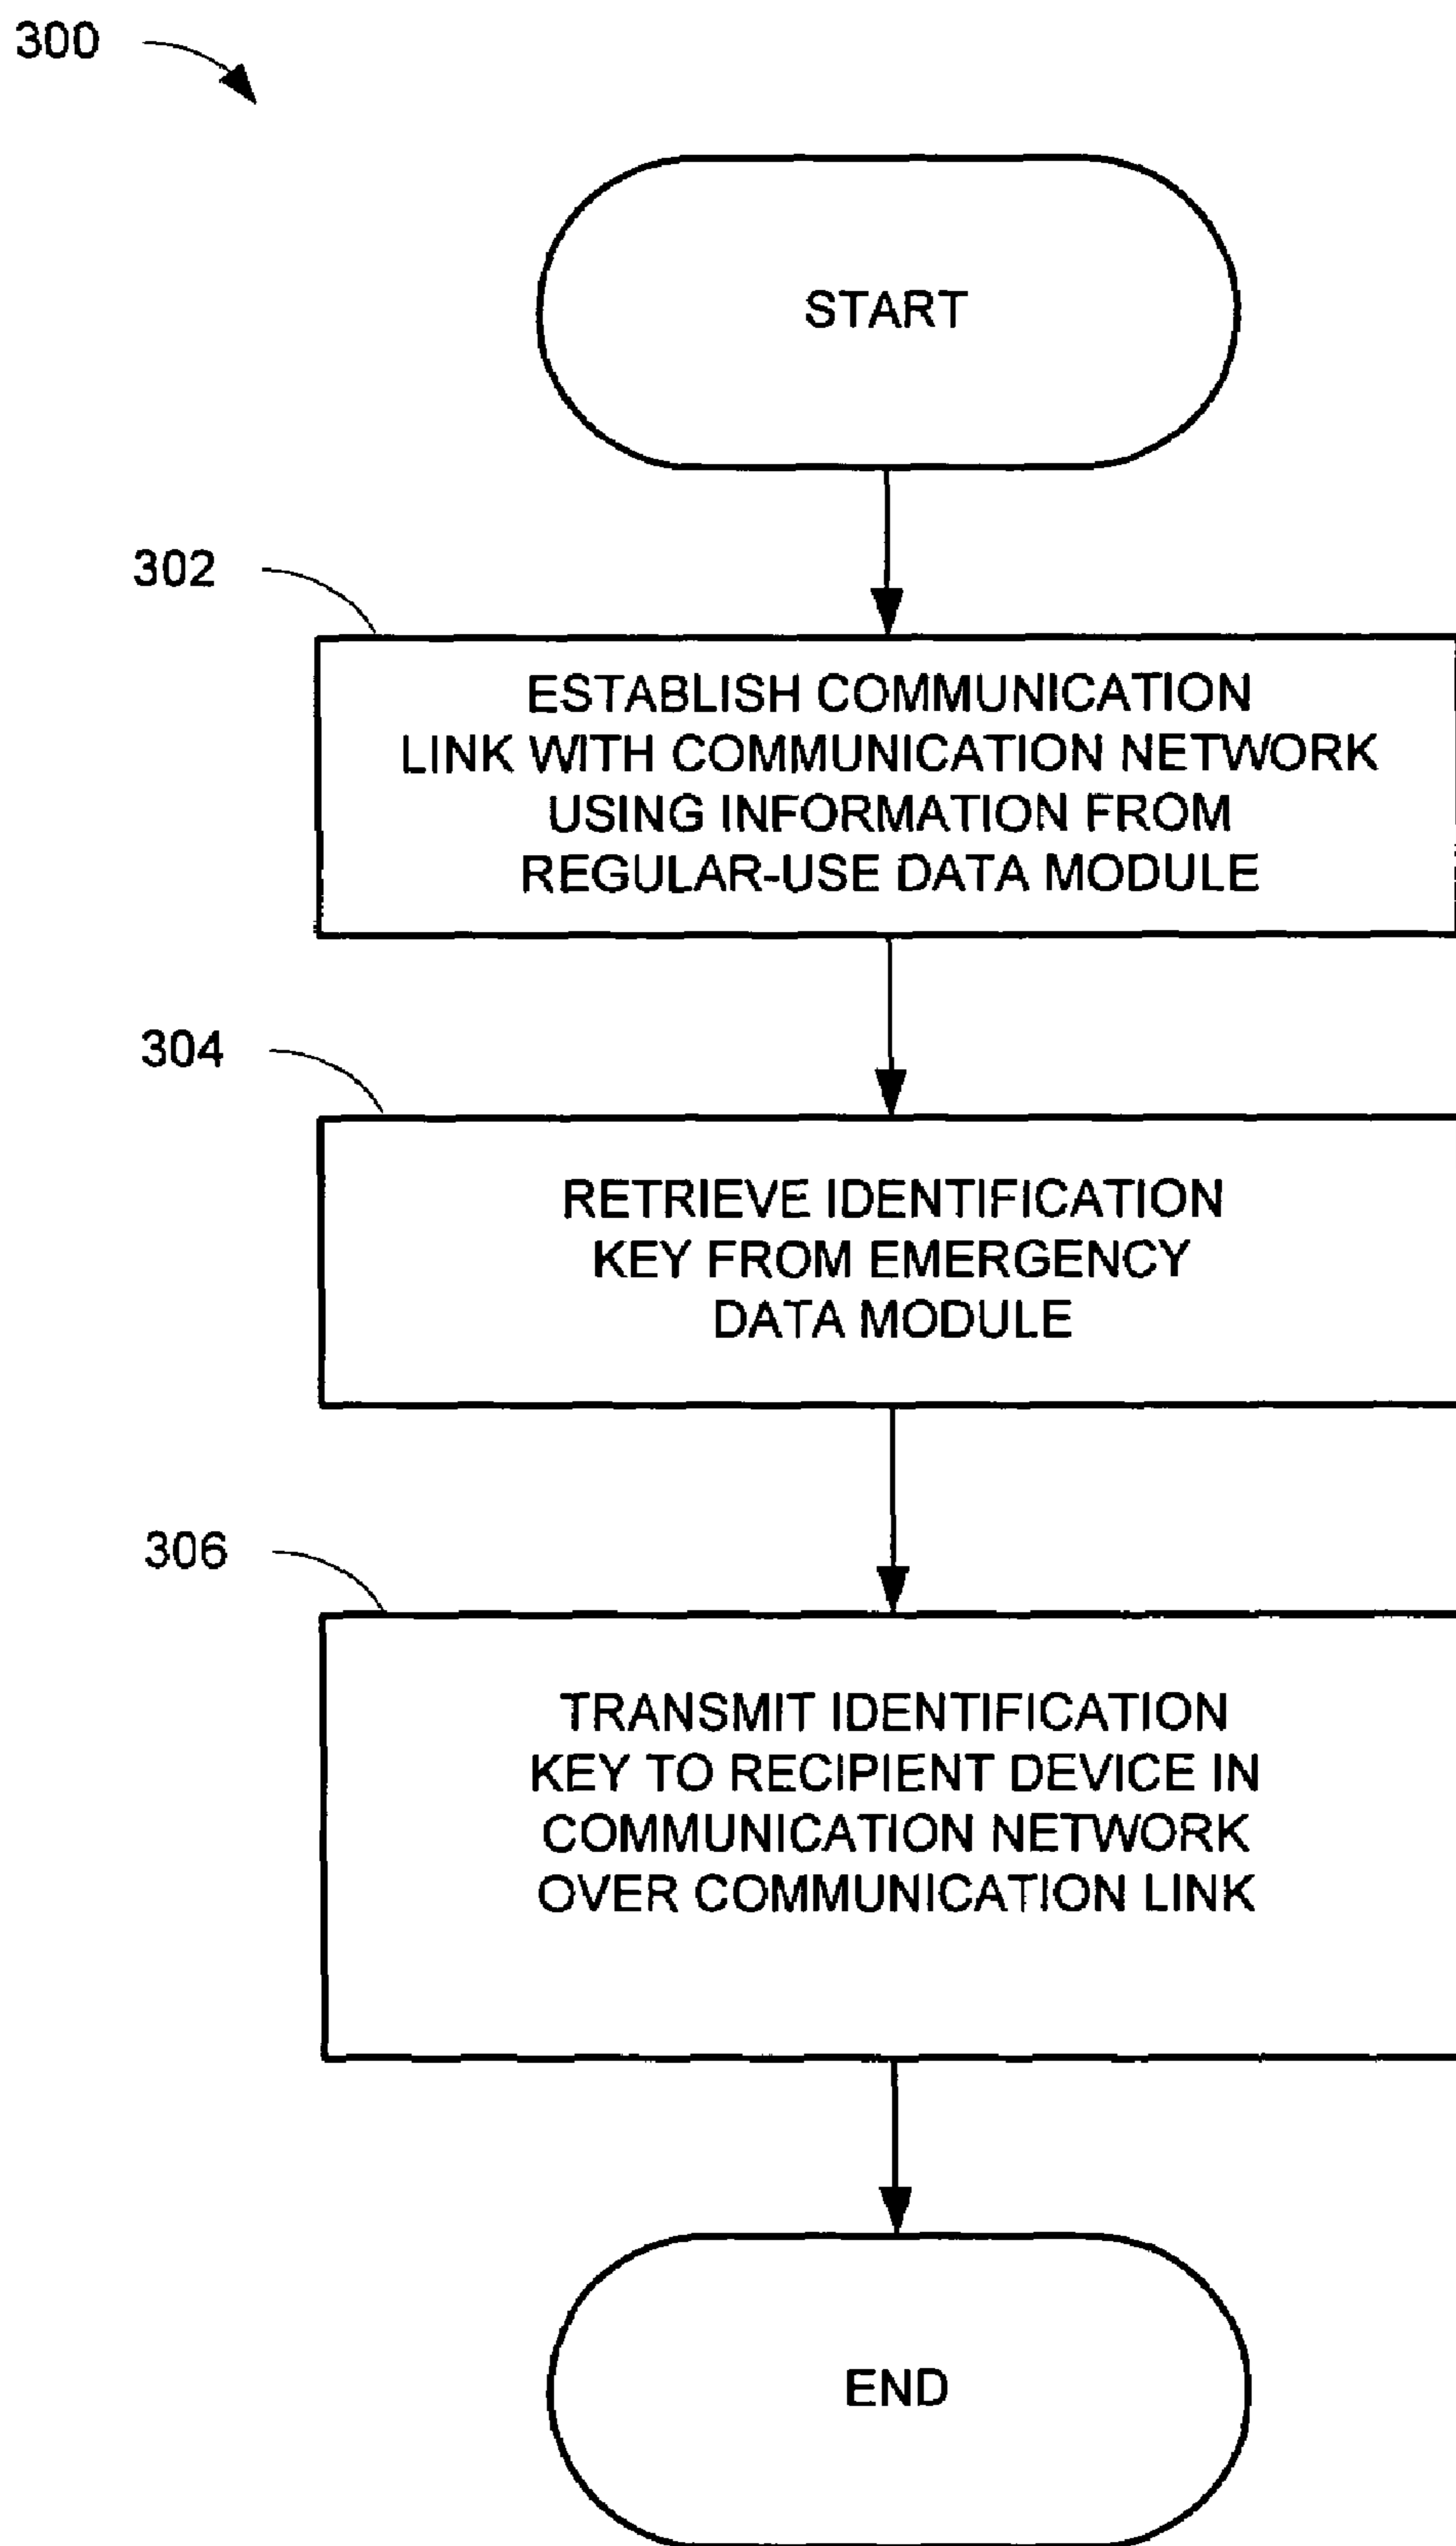 300
START
302
ESTABLISH COMMUNICATION
LINK WITH COMMUNICATION NETWORK
USING INFORMATION FROM
REGULAR-USE DATA MODULE
304
RETRIEVE IDENTIFICATION
KEY FROM EMERGENCY
DATA MODULE
306
TRANSMIT IDENTIFICATION
KEY TO RECIPIENT DEVICE IN
COMMUNICATION NETWORK
OVER COMMUNICATION LINK
END